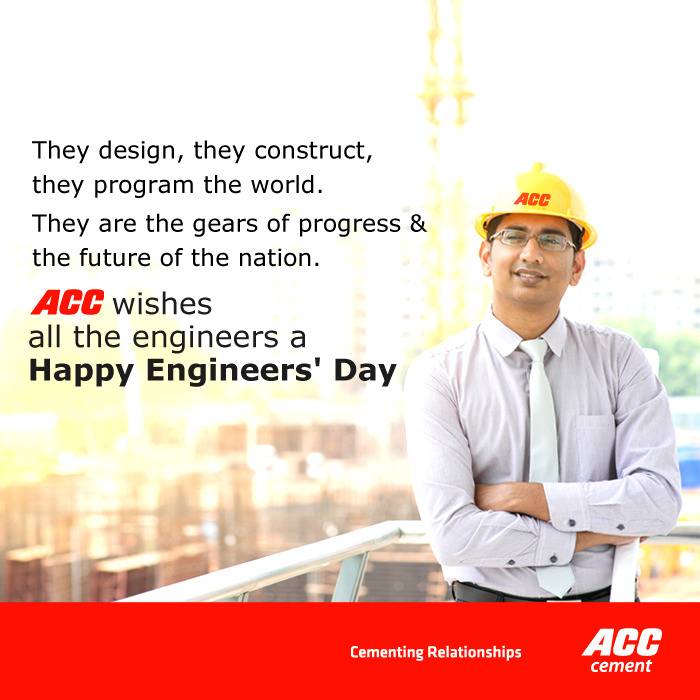 They design, they construct,
they program the world.
They are the gears of progress &
the future of the nation.
ACC wishes
all the engineers a
Happy Engineers' Day
ACC
Cementing Relationships
ACC
cement